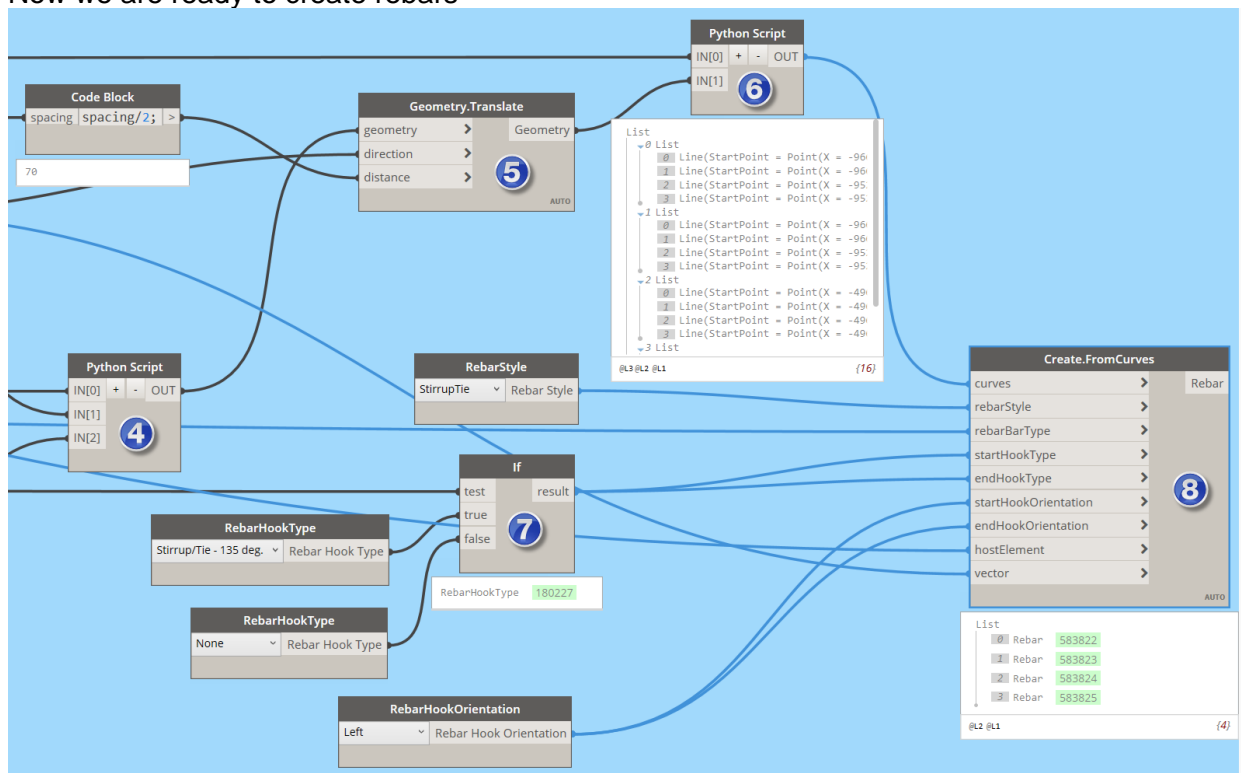 Now we are ready to create rebars
Python Script
IN[0] + - OUT
IN[1]
6
Code Block
spacing spacing/2; >
70
Geometry.Translate
geometry > Geometry
direction >
distance >
5
AUTO
List
0 List
0 Line(StartPoint = Point(X = -96
1 Line(StartPoint = Point(X = -96
2 Line(StartPoint = Point(X = -95
3 Line(StartPoint = Point(X = -95
1 List
0 Line(StartPoint = Point(X = -96
1 Line(StartPoint = Point(X = -96
2 Line(StartPoint = Point(X = -95
3 Line(StartPoint = Point(X = -95
2 List
0 Line(StartPoint = Point(X = -49
1 Line(StartPoint = Point(X = -49
2 Line(StartPoint = Point(X = -49
3 Line(StartPoint = Point(X = -49
3 List
@L3 @L2 @L1 {16}
Python Script
IN[0] + - OUT
IN[1]
IN[2]
4
RebarStyle
StirrupTie Rebar Style
If
test result
true
false
7
RebarHookType 180227
RebarHookType
Stirrup/Tie - 135 deg. Rebar Hook Type
RebarHookType
None Rebar Hook Type
RebarHookOrientation
Left Rebar Hook Orientation
Create.FromCurves
curves > Rebar
rebarStyle >
rebarBarType >
startHookType >
endHookType >
startHookOrientation >
endHookOrientation >
hostElement >
vector >
8
AUTO
List
0 Rebar 583822
1 Rebar 583823
2 Rebar 583824
3 Rebar 583825
@L2 @L1 {4}